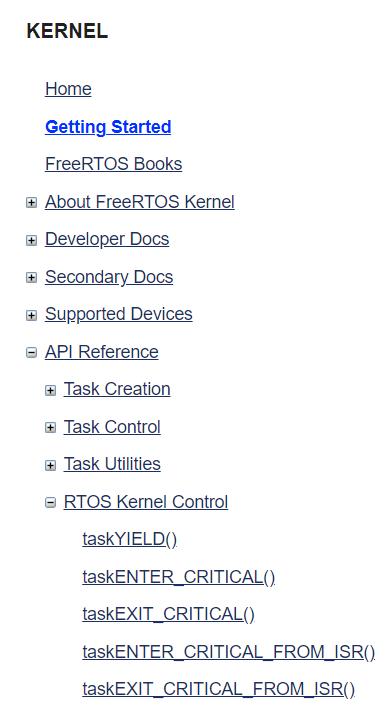 KERNEL
Home
Getting Started
FreeRTOS Books
About FreeRTOS Kernel
Developer Docs
Secondary Docs
Supported Devices
API Reference
Task Creation
Task Control
Task Utilities
RTOS Kernel Control
taskYIELD()
taskENTER_CRITICAL()
taskEXIT_CRITICAL()
taskENTER_CRITICAL_FROM_ISR()
taskEXIT_CRITICAL_FROM_ISR()